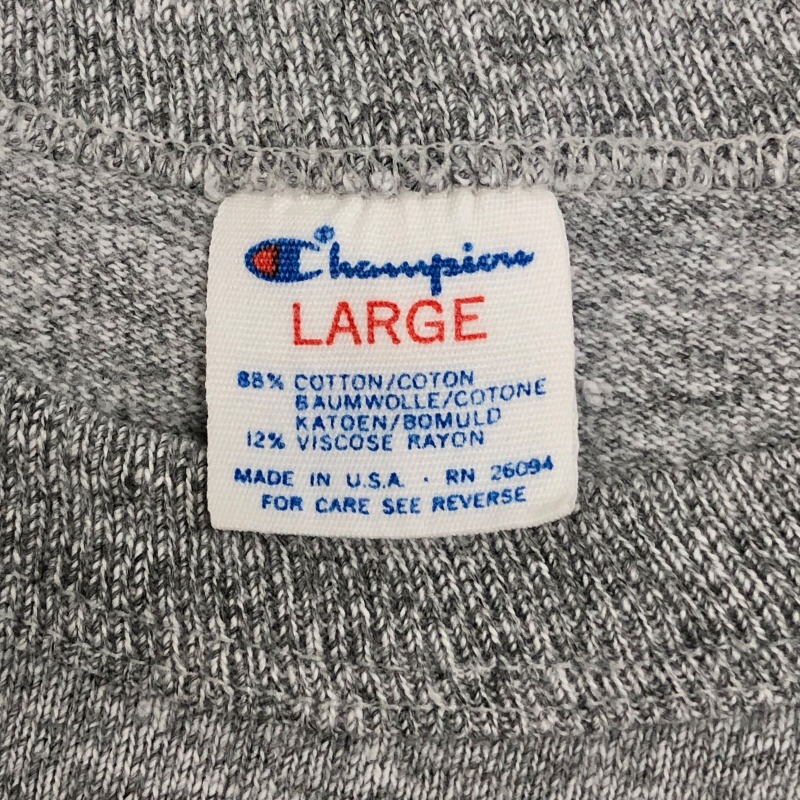 Champion®
LARGE
88% COTTON/COTON
BAUMWOLLE/COTONE
KATOEN/BOMULD
12% VISCOSE RAYON
MADE IN U.S.A. · RN 26094
FOR CARE SEE REVERSE